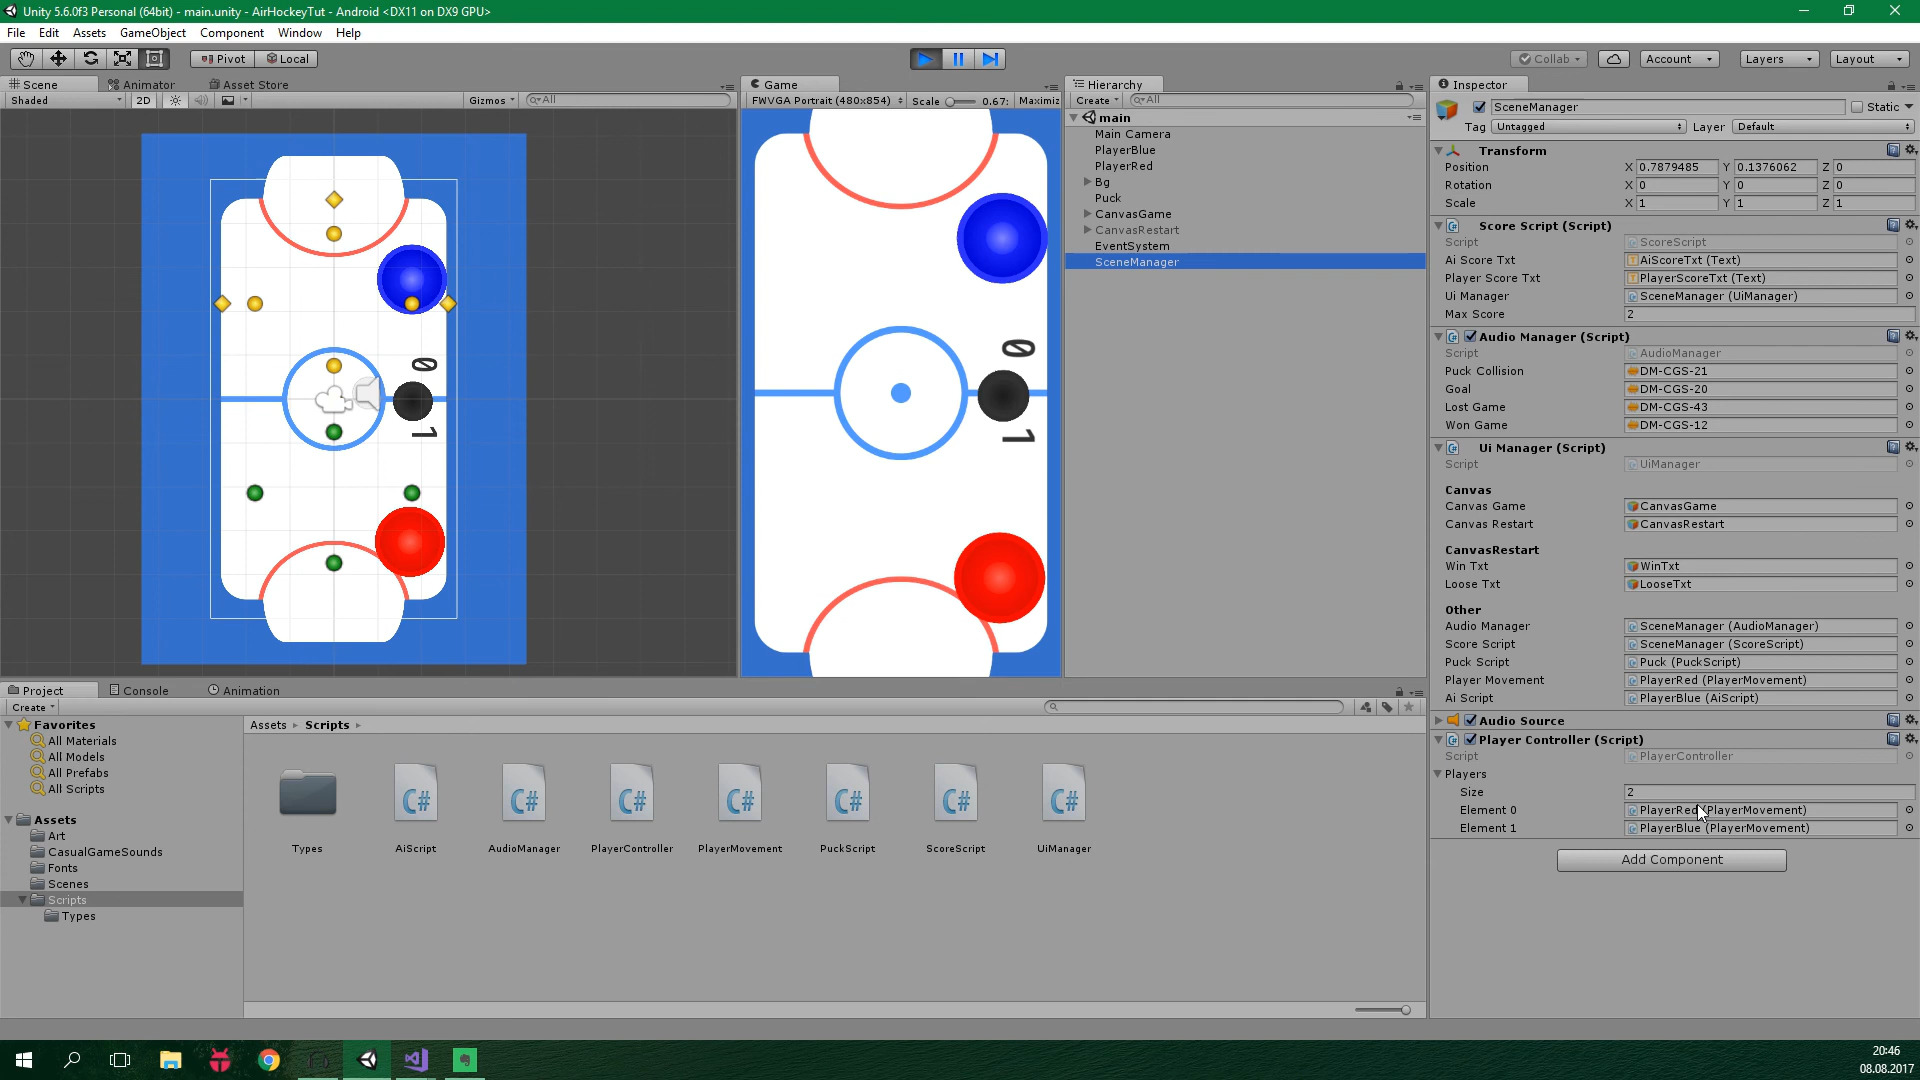 Unity 5.6.0f3 Personal (64bit) - main.unity - AirHockeyTut - Android <DX11 on DX9 GPU>
File Edit Assets GameObject Component Window Help
Pivot Local
Collab Account Layers Layout
Scene Animator Asset Store
Shaded 2D Gizmos All
0
1
Game
FWVGA Portrait (480x854) Scale 0.67: Maximiz
0
1
Hierarchy
Create All
main
Main Camera
PlayerBlue
PlayerRed
Bg
Puck
CanvasGame
CanvasRestart
EventSystem
SceneManager
Inspector
SceneManager Static
Tag Untagged Layer Default
Transform
Position X 0.7879485 Y 0.1376062 Z 0
Rotation X 0 Y 0 Z 0
Scale X 1 Y 1 Z 1
Score Script (Script)
Script ScoreScript
Ai Score Txt AiScoreTxt (Text)
Player Score Txt PlayerScoreTxt (Text)
Ui Manager SceneManager (UiManager)
Max Score 2
Audio Manager (Script)
Script AudioManager
Puck Collision DM-CGS-21
Goal DM-CGS-20
Lost Game DM-CGS-43
Won Game DM-CGS-12
Ui Manager (Script)
Script UiManager
Canvas
Canvas Game CanvasGame
Canvas Restart CanvasRestart
CanvasRestart
Win Txt WinTxt
Loose Txt LooseTxt
Other
Audio Manager SceneManager (AudioManager)
Score Script SceneManager (ScoreScript)
Puck Script Puck (PuckScript)
Player Movement PlayerRed (PlayerMovement)
Ai Script PlayerBlue (AiScript)
Audio Source
Player Controller (Script)
Script PlayerController
Players
Size 2
Element 0 PlayerRed (PlayerMovement)
Element 1 PlayerBlue (PlayerMovement)
Add Component
Project Console Animation
Create
Favorites
All Materials
All Models
All Prefabs
All Scripts
Assets
Art
CasualGameSounds
Fonts
Scenes
Scripts
Types
Assets Scripts
C# C# C# C# C# C# C#
Types AiScript AudioManager PlayerController PlayerMovement PuckScript ScoreScript UiManager
20:46
08.08.2017